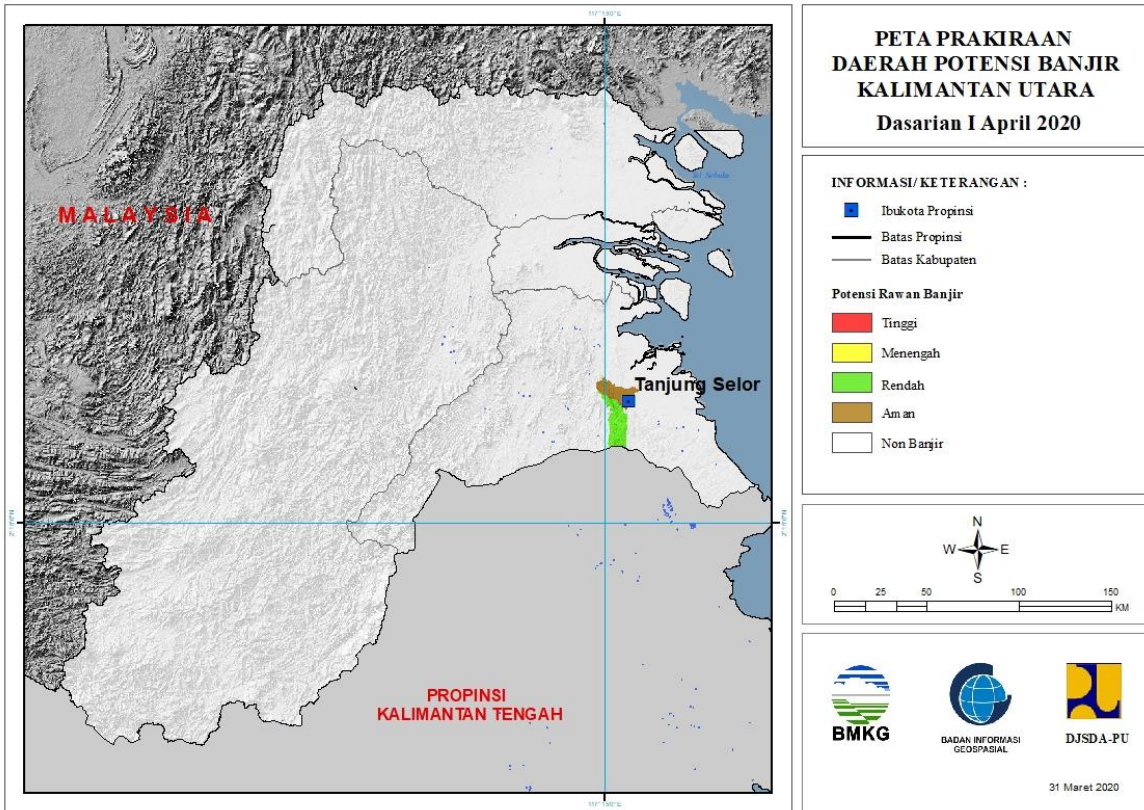 PETA PRAKIRAAN
DAERAH POTENSI BANJIR
KALIMANTAN UTARA
Dasarian I April 2020
MALAYSIA
Tanjung Selor
PROPINSI
KALIMANTAN TENGAH
INFORMASI/KETERANGAN :
Ibukota Propinsi
Batas Propinsi
Batas Kabupaten
Potensi Rawan Banjir
Tinggi
Menengah
Rendah
Aman
Non Banjir
N
W E
S
0 25 50 100 150
KM
BMKG
BADAN INFORMASI
GEOSPASIAL
DJSDA-PU
31 Maret 2020